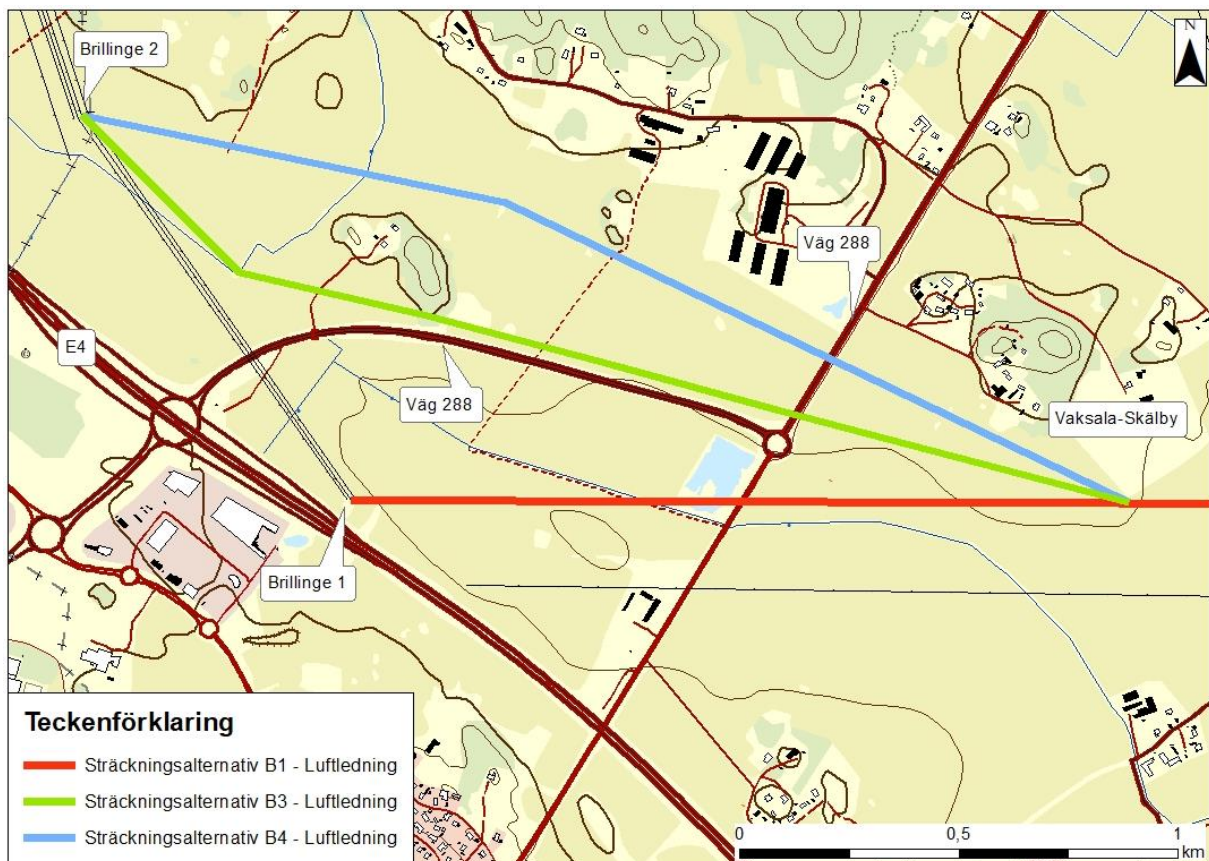 Brillinge 2
N
Väg 288
E4
Väg 288
Vaksala-Skälby
Brillinge 1
Teckenförklaring
Sträckningsalternativ B1 - Luftledning
Sträckningsalternativ B3 - Luftledning
Sträckningsalternativ B4 - Luftledning
0 0,5 1
km